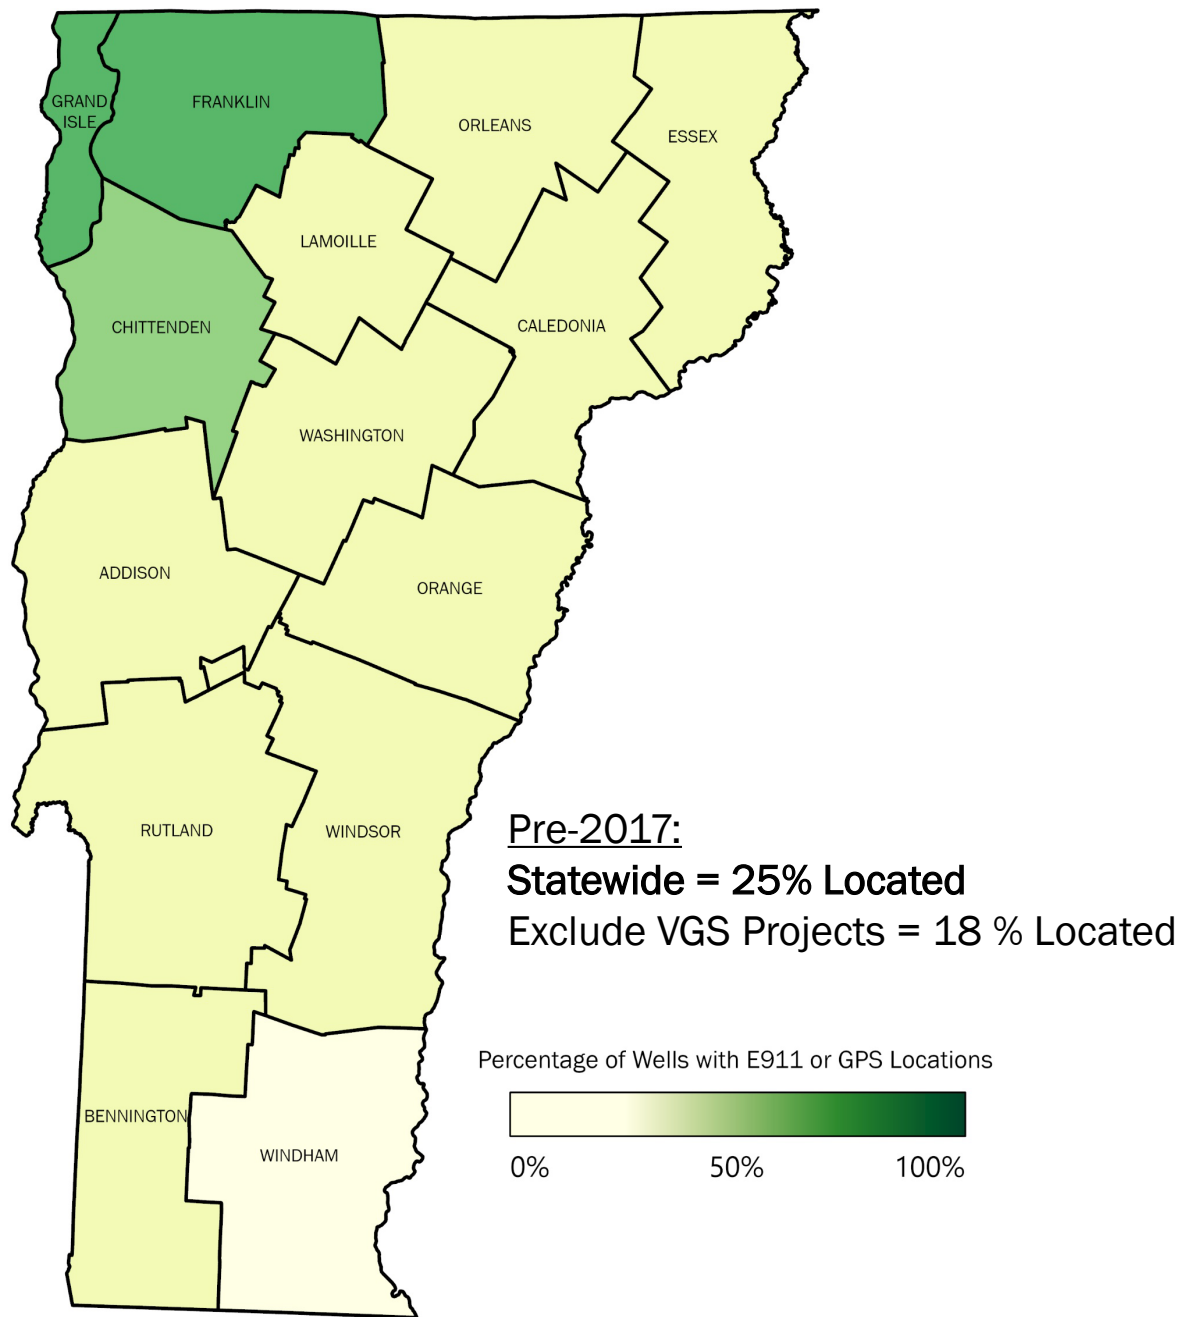 GRAND
ISLE
FRANKLIN
ORLEANS
ESSEX
LAMOILLE
CHITTENDEN
CALEDONIA
WASHINGTON
ADDISON
ORANGE
RUTLAND
WINDSOR
Pre-2017:
Statewide = 25% Located
Exclude VGS Projects = 18 % Located
Percentage of Wells with E911 or GPS Locations
0% 50% 100%
BENNINGTON
WINDHAM